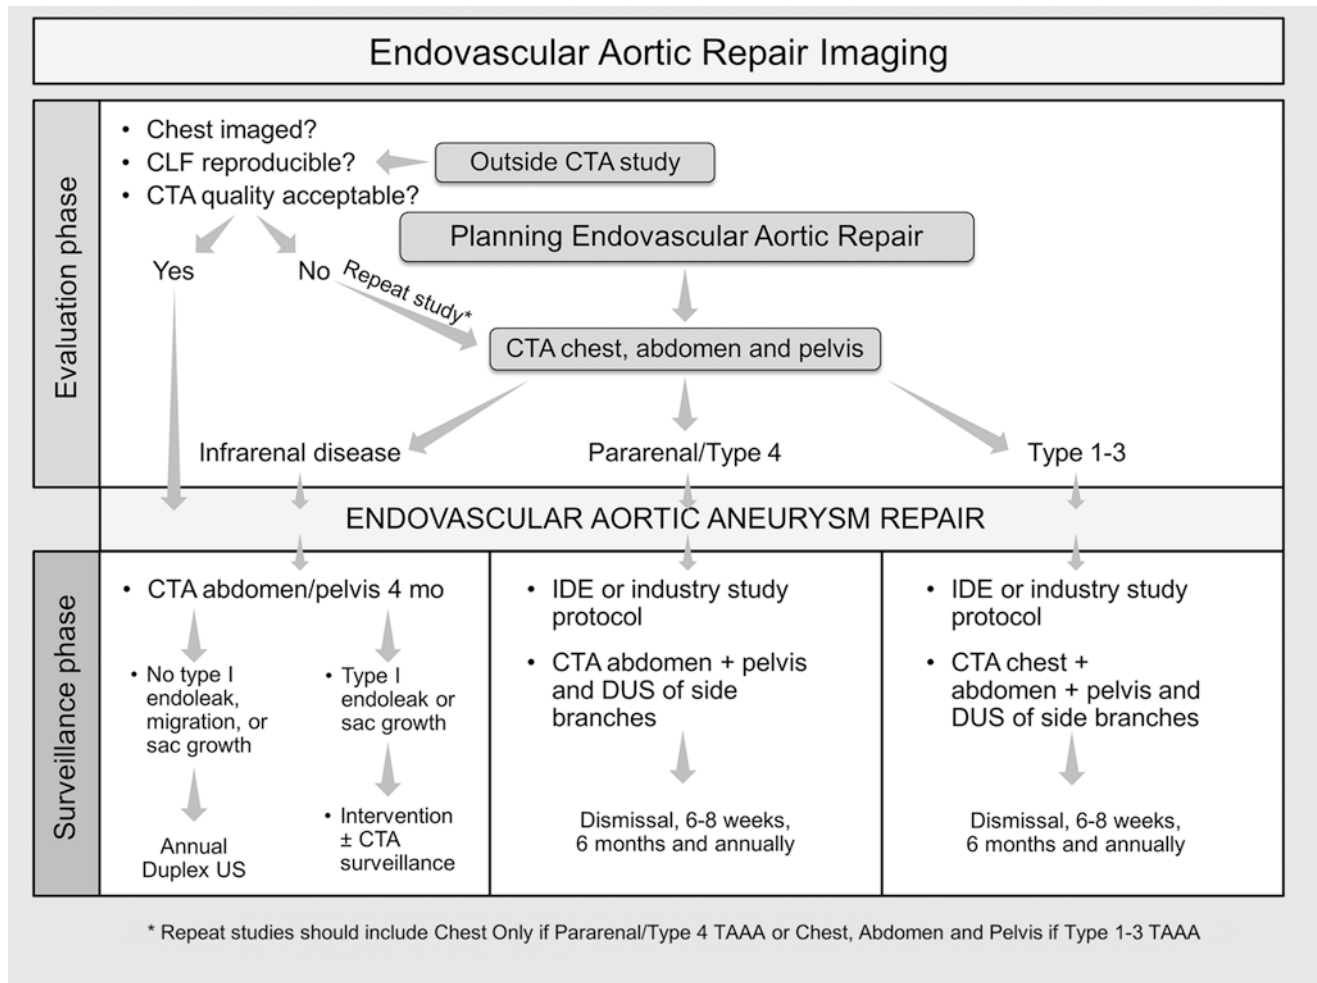 Endovascular Aortic Repair Imaging
Evaluation phase
• Chest imaged?
• CLF reproducible?
• CTA quality acceptable?
Outside CTA study
Planning Endovascular Aortic Repair
Yes
No
Repeat study*
CTA chest, abdomen and pelvis
Infrarenal disease
Pararenal/Type 4
Type 1-3
ENDOVASCULAR AORTIC ANEURYSM REPAIR
Surveillance phase
• CTA abdomen/pelvis 4 mo
• No type I
endoleak,
migration, or
sac growth
Annual
Duplex US
• Type I
endoleak or
sac growth
• Intervention
± CTA
surveillance
• IDE or industry study
protocol
• CTA abdomen + pelvis
and DUS of side
branches
Dismissal, 6-8 weeks,
6 months and annually
• IDE or industry study
protocol
• CTA chest +
abdomen + pelvis and
DUS of side branches
Dismissal, 6-8 weeks,
6 months and annually
* Repeat studies should include Chest Only if Pararenal/Type 4 TAAA or Chest, Abdomen and Pelvis if Type 1-3 TAAA